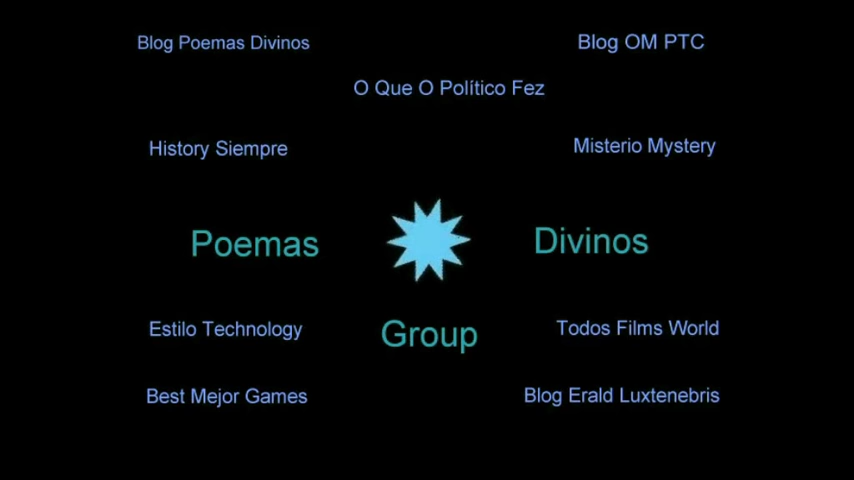 Blog Poemas Divinos
Blog OM PTC
O Que O Político Fez
History Siempre
Misterio Mystery
Poemas
Divinos
Group
Estilo Technology
Todos Films World
Best Mejor Games
Blog Erald Luxtenebris